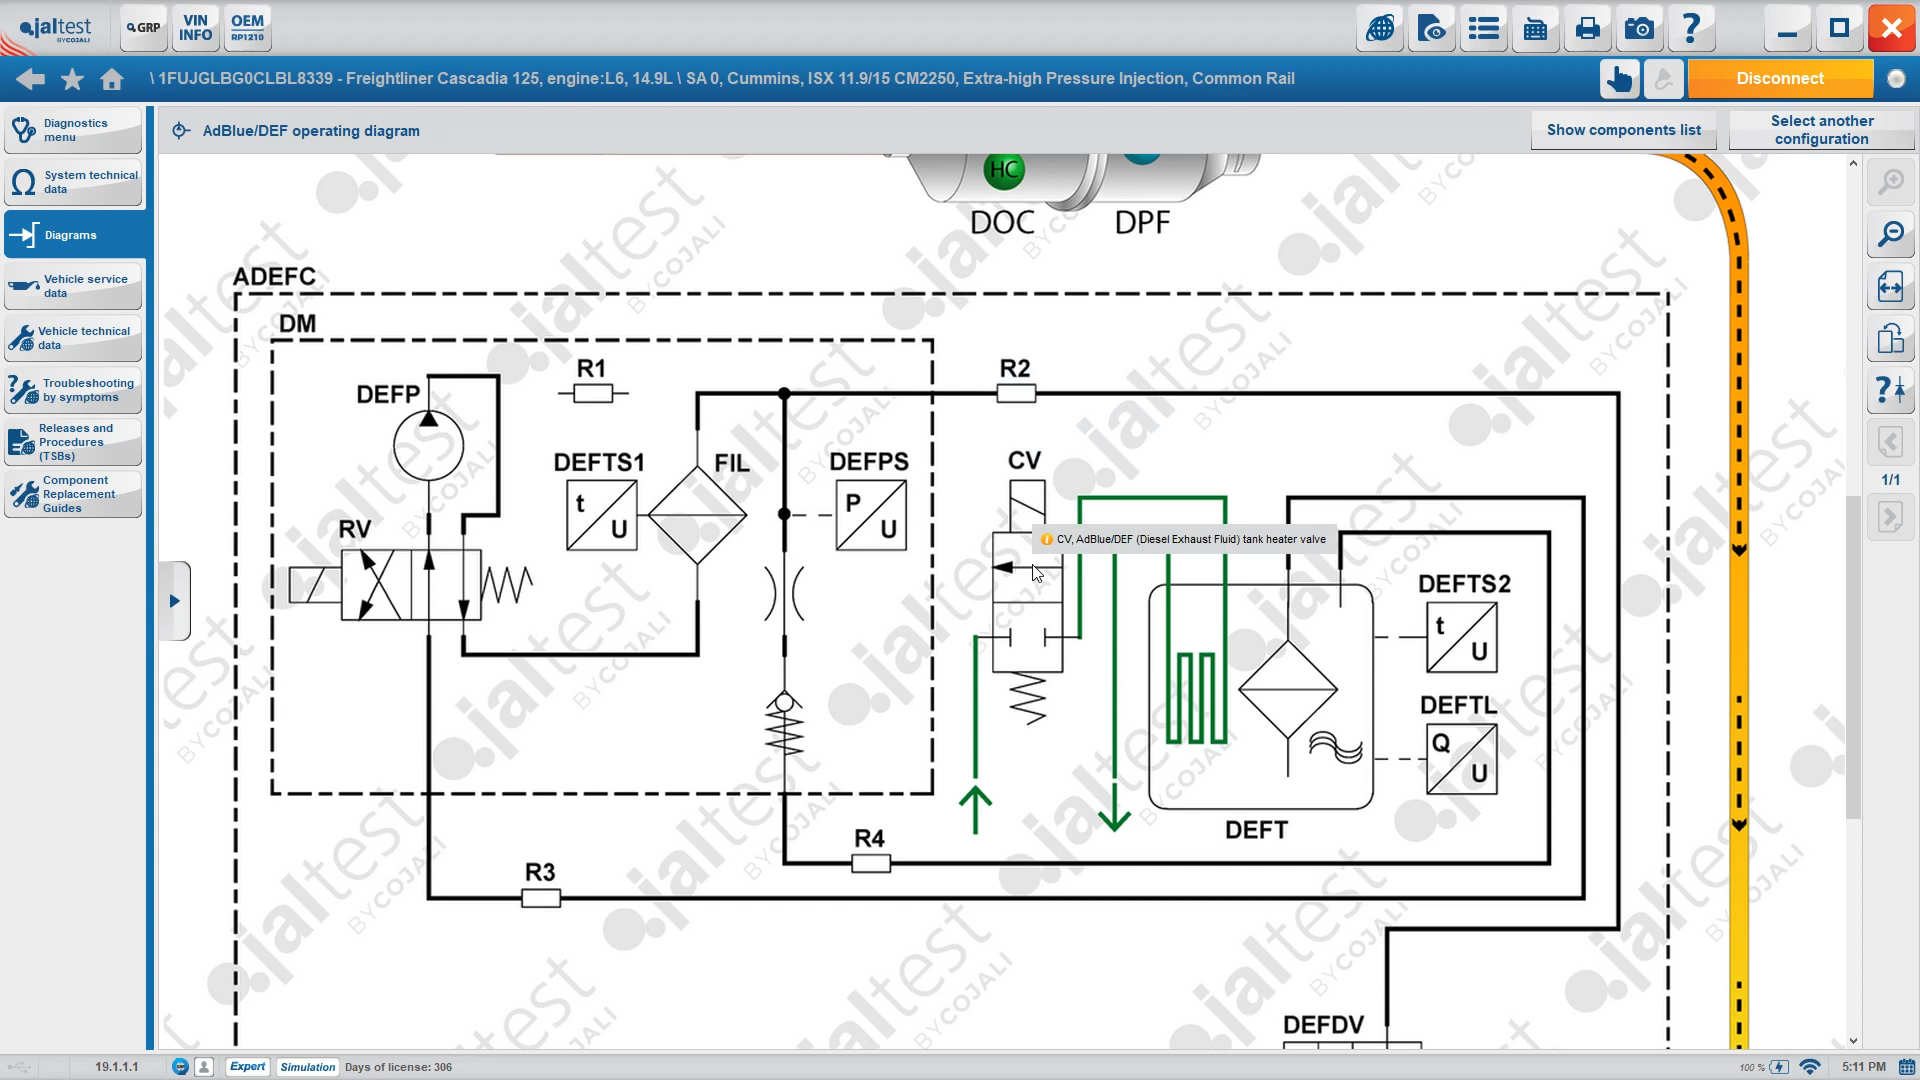 jaltest
BY COJALI
GRP
VIN
INFO
OEM
RP1210
?
\ 1FUJGLBG0CLBL8339 - Freightliner Cascadia 125, engine:L6, 14.9L \ SA 0, Cummins, ISX 11.9/15 CM2250, Extra-high Pressure Injection, Common Rail
Disconnect
Diagnostics
menu
System technical
data
Diagrams
Vehicle service
data
Vehicle technical
data
Troubleshooting
by symptoms
Releases and
Procedures
(TSBs)
Component
Replacement
Guides
AdBlue/DEF operating diagram
Show components list
Select another
configuration
HC
DOC
DPF
ADEFC
DM
R1
R2
DEFP
DEFTS1
FIL
DEFPS
CV
t
U
P
U
RV
CV, AdBlue/DEF (Diesel Exhaust Fluid) tank heater valve
DEFTS2
t
U
DEFTL
Q
U
DEFT
R4
R3
DEFDV
?
1/1
19.1.1.1
Expert
Simulation
Days of license: 306
100 %
5:11 PM